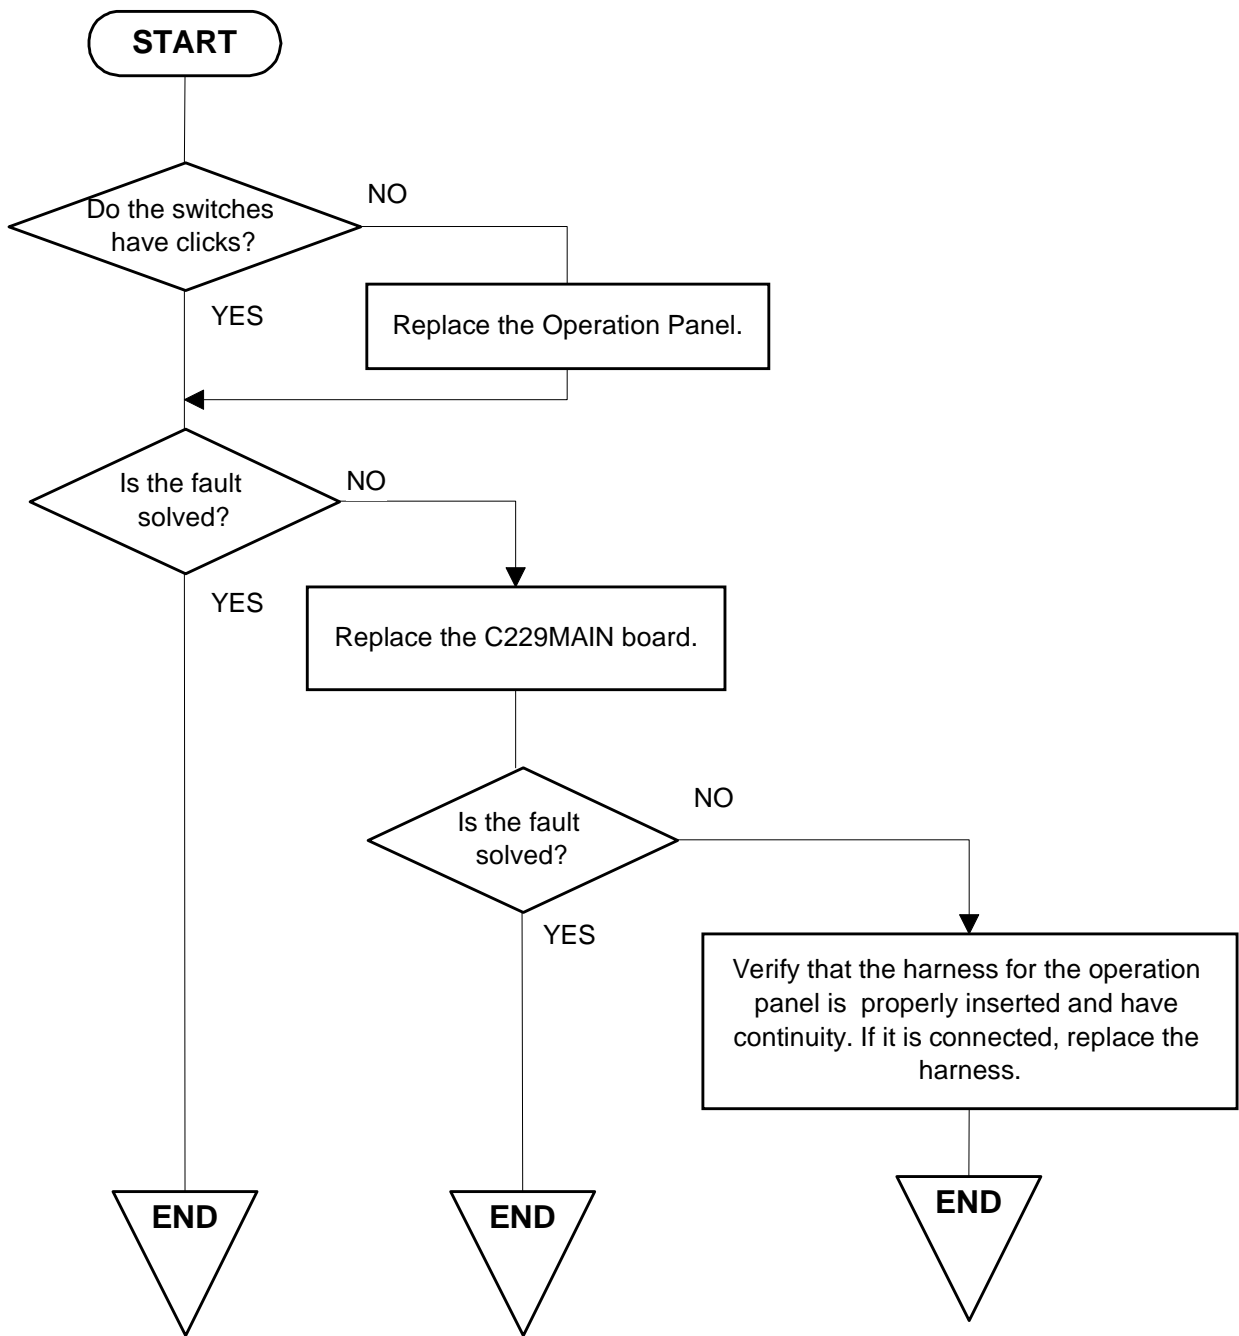 START
Do the switches
have clicks?
NO
YES
Replace the Operation Panel.
Is the fault
solved?
NO
YES
Replace the C229MAIN board.
Is the fault
solved?
NO
YES
Verify that the harness for the operation
panel is  properly inserted and have
continuity. If it is connected, replace the
harness.
END
END
END